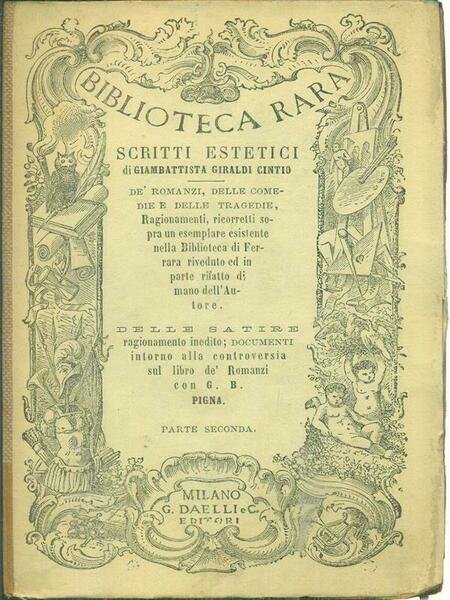 BIBLIOTECA RARA
SCRITTI ESTETICI
di GIAMBATTISTA GIRALDI CINTIO
DE' ROMANZI, DELLE COME-
DIE E DELLE TRAGEDIE,
Ragionamenti, ricorretti so-
pra un esemplare esistente
nella Biblioteca di Fer-
rara riveduto ed in
parte rifatto di
mano dell'Au-
tore.
DELLE SATIRE
ragionamento inedito; DOCUMENTI
intorno alla controversia
sul libro de' Romanzi
con G. B.
PIGNA.
PARTE SECONDA.
MILANO
G. DAELLI e C.
EDITORI